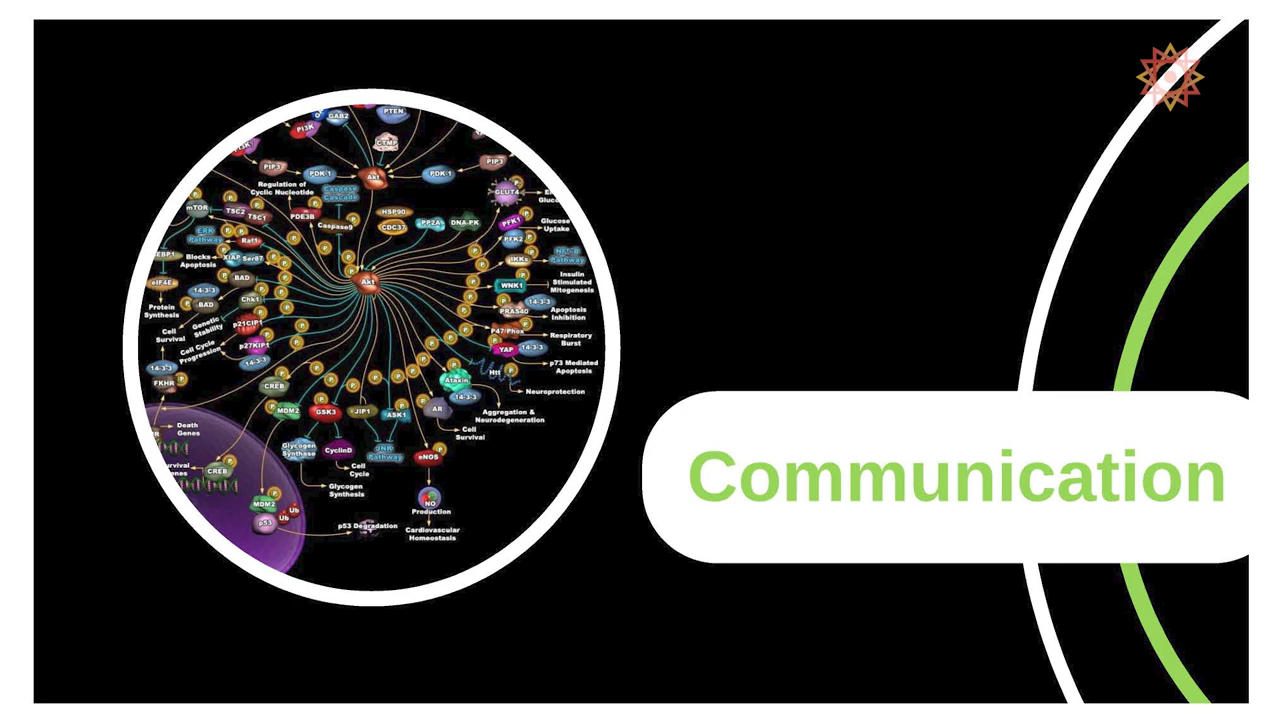 PTEN
GAB2
PI3K
CTMP
PI3K
PIP3
PDK-1
Akt
PDK-1
PIP3
Regulation of
Cyclic Nucleotide
Caspase
Cascade
GLUT4
Glucose
Uptake
mTOR
TSC2
TSC1
PDE3B
Caspase9
HSP90
CDC37
PP2A
DNA-PK
PFK1
PFK2
ERK
Pathway
Raf1
EBP1
Blocks
Apoptosis
XIAP
Ser87
IKKs
NF-κB
Pathway
BAD
Akt
WNK1
Insulin
Stimulated
Mitogenesis
eIF4E
14-3-3
BAD
Chk1
Protein
Synthesis
Genetic
Stability
p21CIP1
PRAS40
14-3-3
Apoptosis
Inhibition
Cell
Survival
Cell Cycle
Progression
p27KIP1
14-3-3
P47 Phox
Respiratory
Burst
YAP
14-3-3
p73 Mediated
Apoptosis
14-3-3
FKHR
CREB
Ataxin
14-3-3
Htt
Neuroprotection
MDM2
GSK3
JIP1
ASK1
AR
Aggregation &
Neurodegeneration
Cell
Survival
Death
Genes
Glycogen
Synthase
CyclinD
JNK
Pathway
eNOS
Cell
Cycle
CREB
Glycogen
Synthesis
NO
Production
MDM2
p53
Ub
Ub
p53 Degradation
Cardiovascular
Homeostasis
Communication